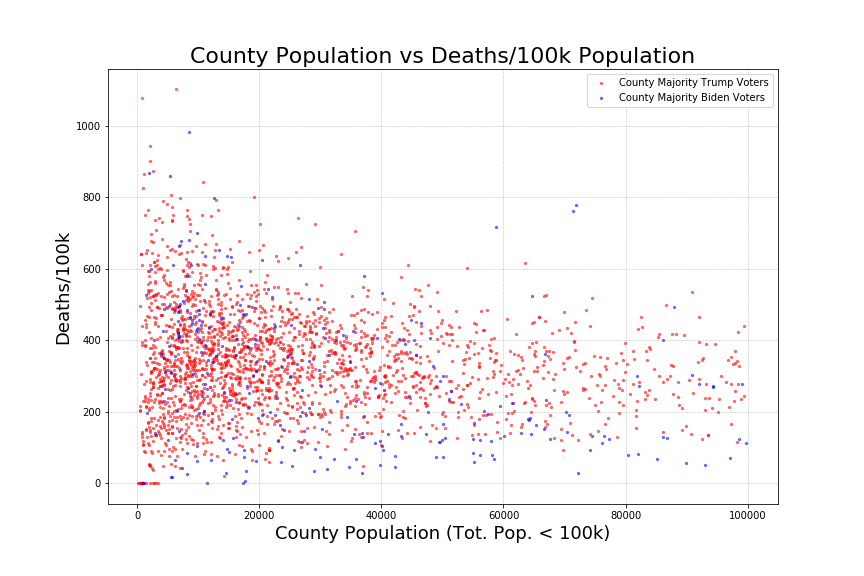 County Population vs Deaths/100k Population
County Majority Trump Voters
County Majority Biden Voters
Deaths/100k
1000
800
600
400
200
0
0 20000 40000 60000 80000 100000
County Population (Tot. Pop. < 100k)